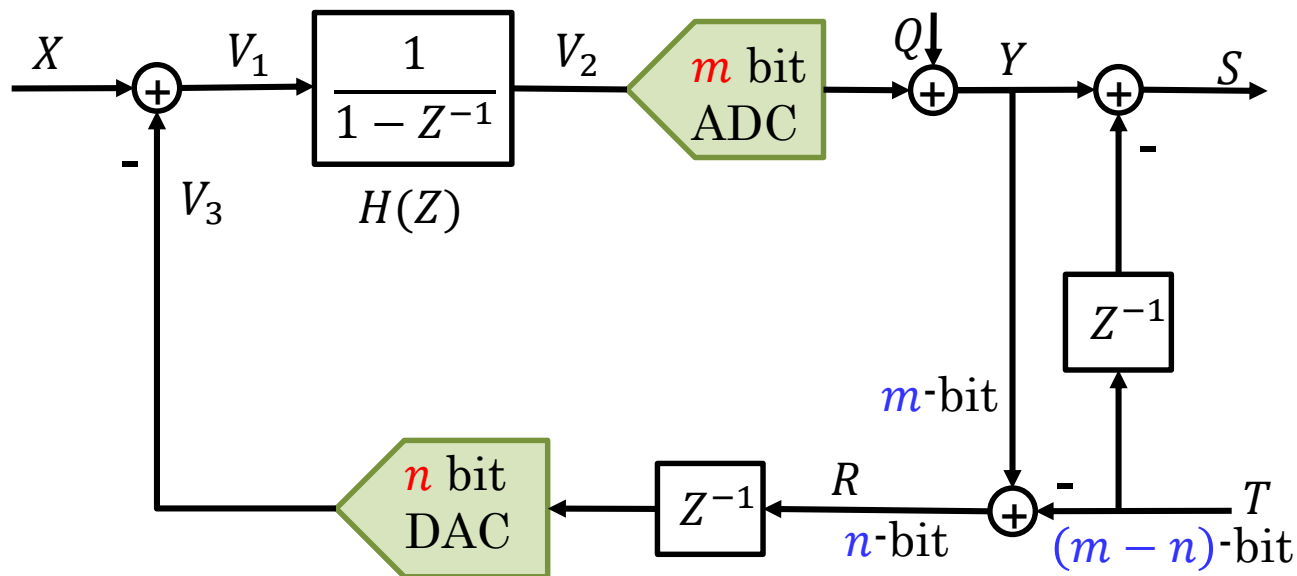 X
+
-
V₁
1
1 − Z⁻¹
H(Z)
V₂
m bit
ADC
Q
+
Y
+
-
S
V₃
Z⁻¹
m-bit
n bit
DAC
Z⁻¹
R
n-bit
+
-
T
(m − n)-bit